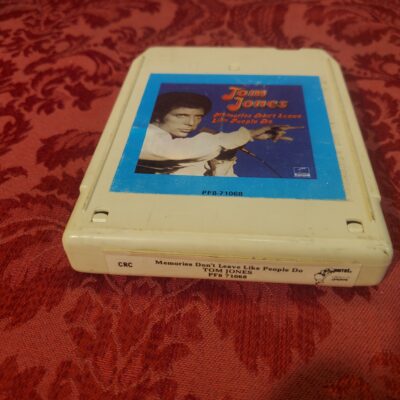 Tom
Jones
Memories Don't Leave
Like People Do
PF8-71068
CRC
Memories Don't Leave Like People Do
TOM JONES
PF8 71068